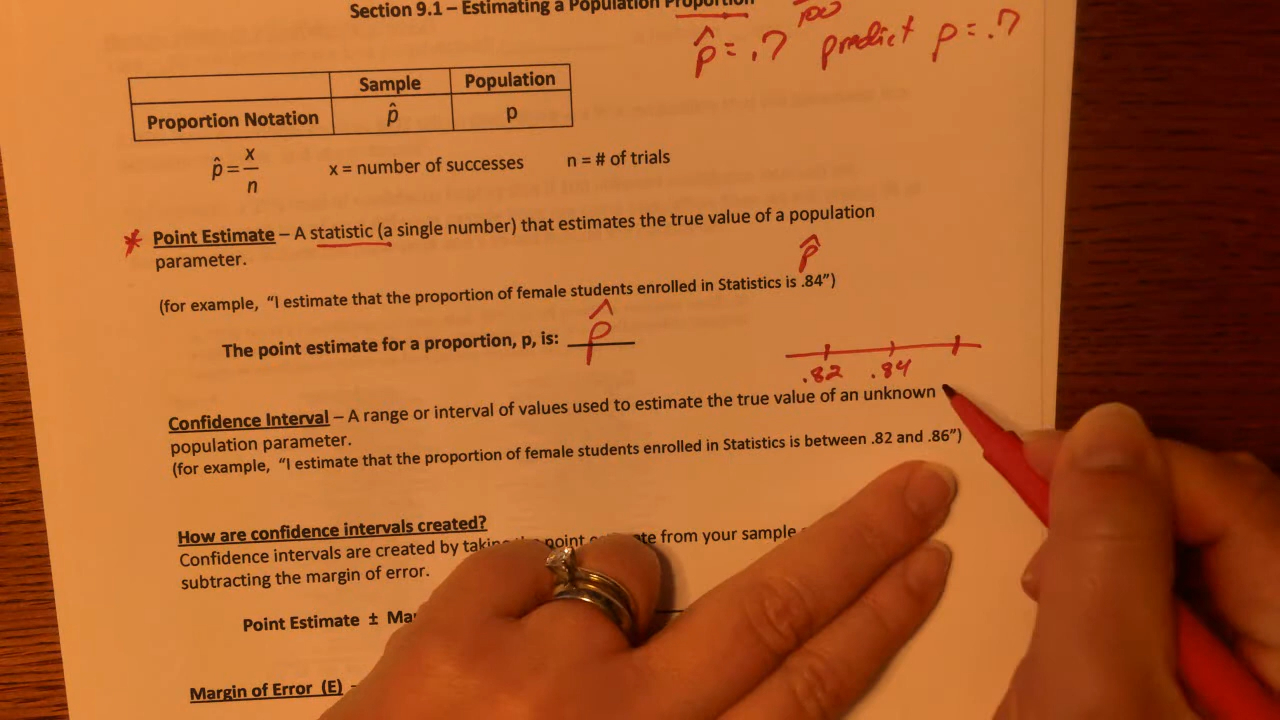 Section 9.1 – Estimating a Population Proportion
100
p̂ = .7 predict p = .7
Sample Population
Proportion Notation p̂ p
p̂ = x/n x = number of successes n = # of trials
* Point Estimate – A statistic (a single number) that estimates the true value of a population
parameter.
p̂
(for example, “I estimate that the proportion of female students enrolled in Statistics is .84”)
The point estimate for a proportion, p, is: p̂
.82 .84
Confidence Interval – A range or interval of values used to estimate the true value of an unknown
population parameter.
(for example, “I estimate that the proportion of female students enrolled in Statistics is between .82 and .86”)
How are confidence intervals created?
Confidence intervals are created by taking the point from your sample
subtracting the margin of error.
Point Estimate ±
Margin of Error (E) –